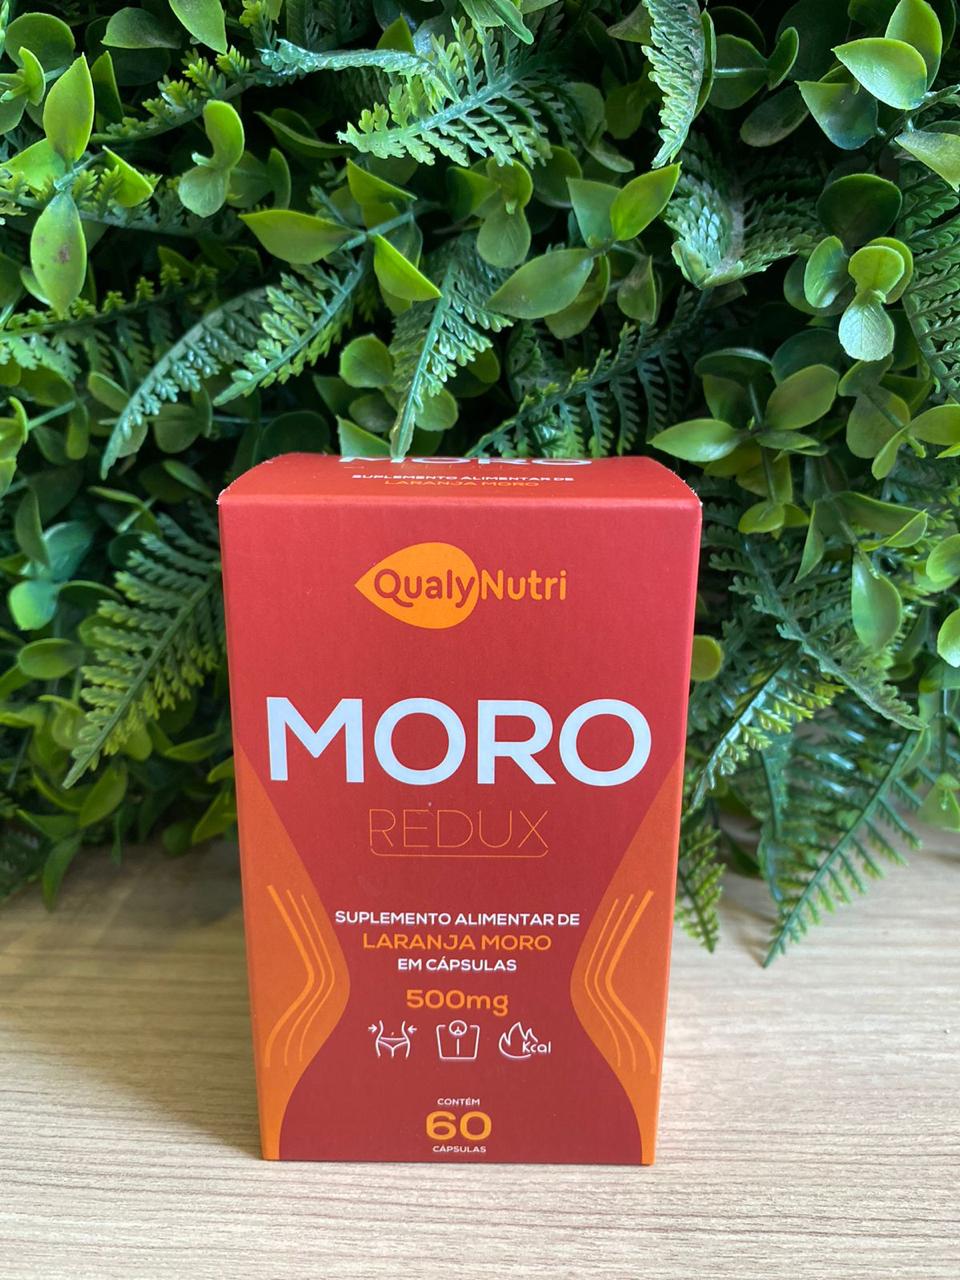 MORO
SUPLEMENTO ALIMENTAR DE
LARANJA MORO
QualyNutri
MORO
REDUX
SUPLEMENTO ALIMENTAR DE
LARANJA MORO
EM CÁPSULAS
500mg
Kcal
CONTÉM
60
CÁPSULAS